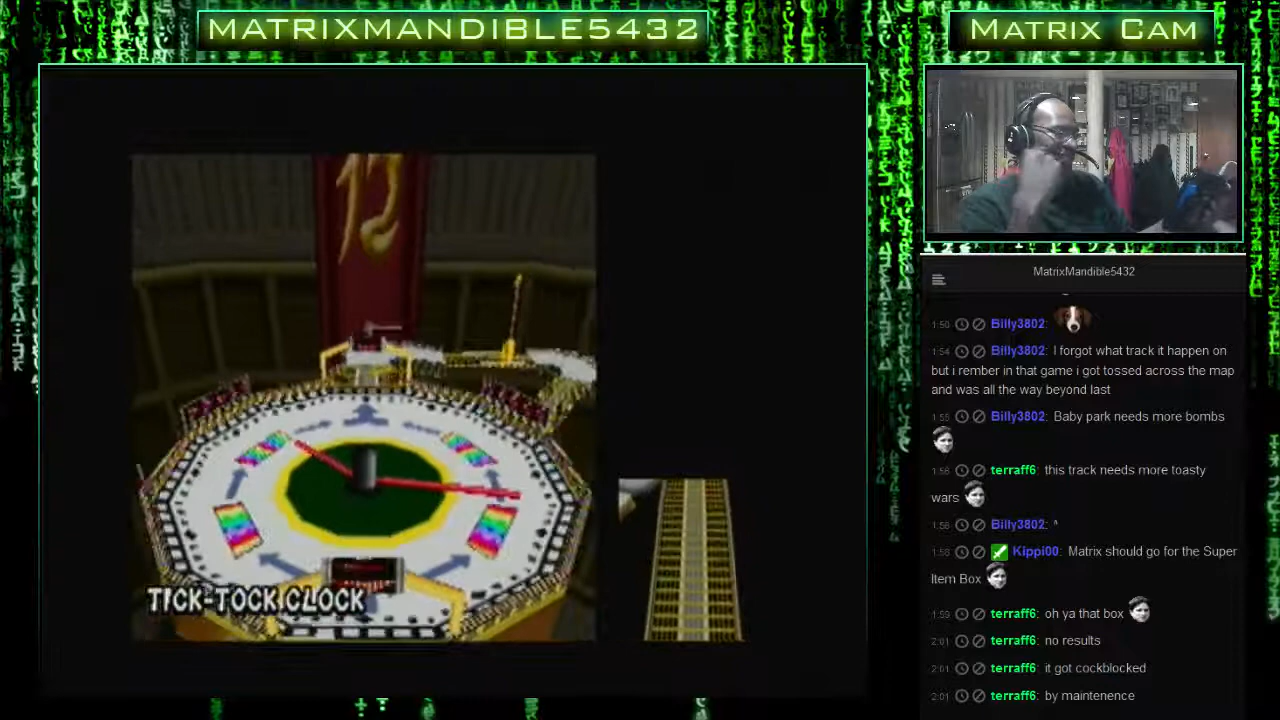 MATRIXMANDIBLE5432
Matrix Cam
12
TICK-TOCK CLOCK
MatrixMandible5432
1:50 Billy3802:
1:54 Billy3802: I forgot what track it happen on
but i rember in that game i got tossed across the map
and was all the way beyond last
1:55 Billy3802: Baby park needs more bombs
1:56 terraff6: this track needs more toasty
wars
1:58 Billy3802: ^
1:58 Kippi00: Matrix should go for the Super
Item Box
1:59 terraff6: oh ya that box
2:01 terraff6: no results
2:01 terraff6: it got cockblocked
2:01 terraff6: by maintenence